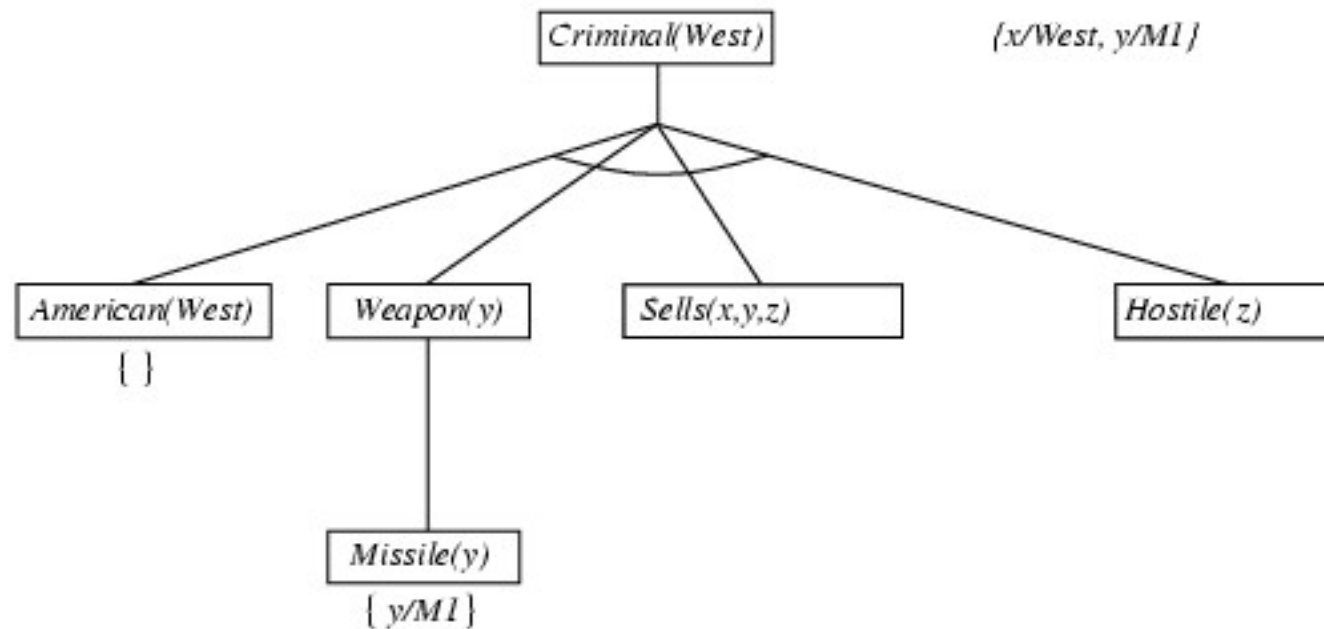 Criminal(West)
{x/West, y/M1}
American(West)
Weapon(y)
Sells(x,y,z)
Hostile(z)
{ }
Missile(y)
{ y/M1 }